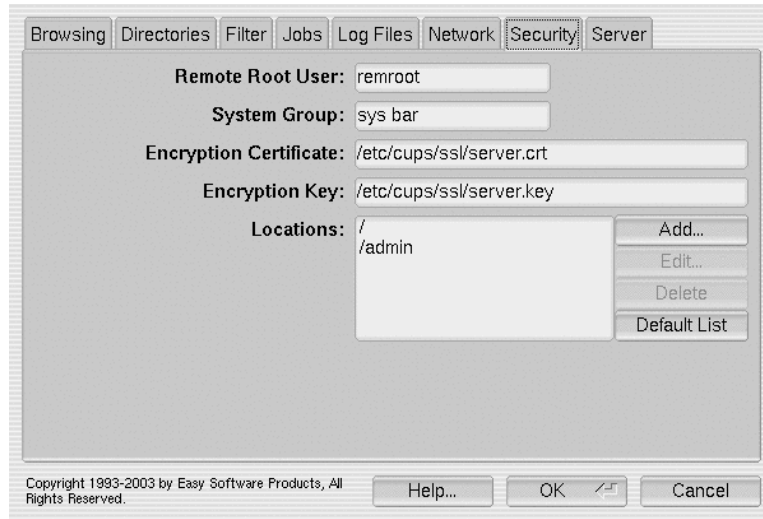 Browsing Directories Filter Jobs Log Files Network Security Server
Remote Root User: remroot
System Group: sys bar
Encryption Certificate: /etc/cups/ssl/server.crt
Encryption Key: /etc/cups/ssl/server.key
Locations: / Add...
/admin
Edit...
Delete
Default List
Copyright 1993-2003 by Easy Software Products, All
Rights Reserved.
Help... OK Cancel